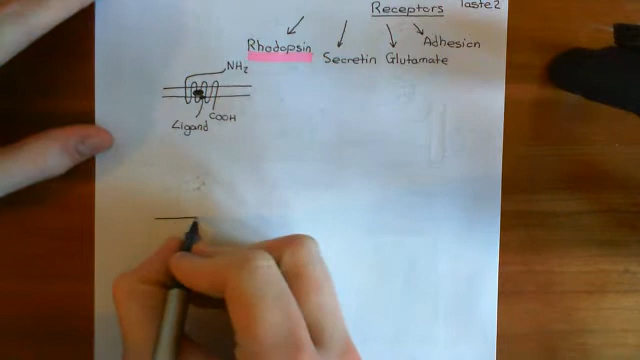 Receptors
Taste2
Rhodopsin
Secretin
Glutamate
Adhesion
NH2
COOH
Ligand